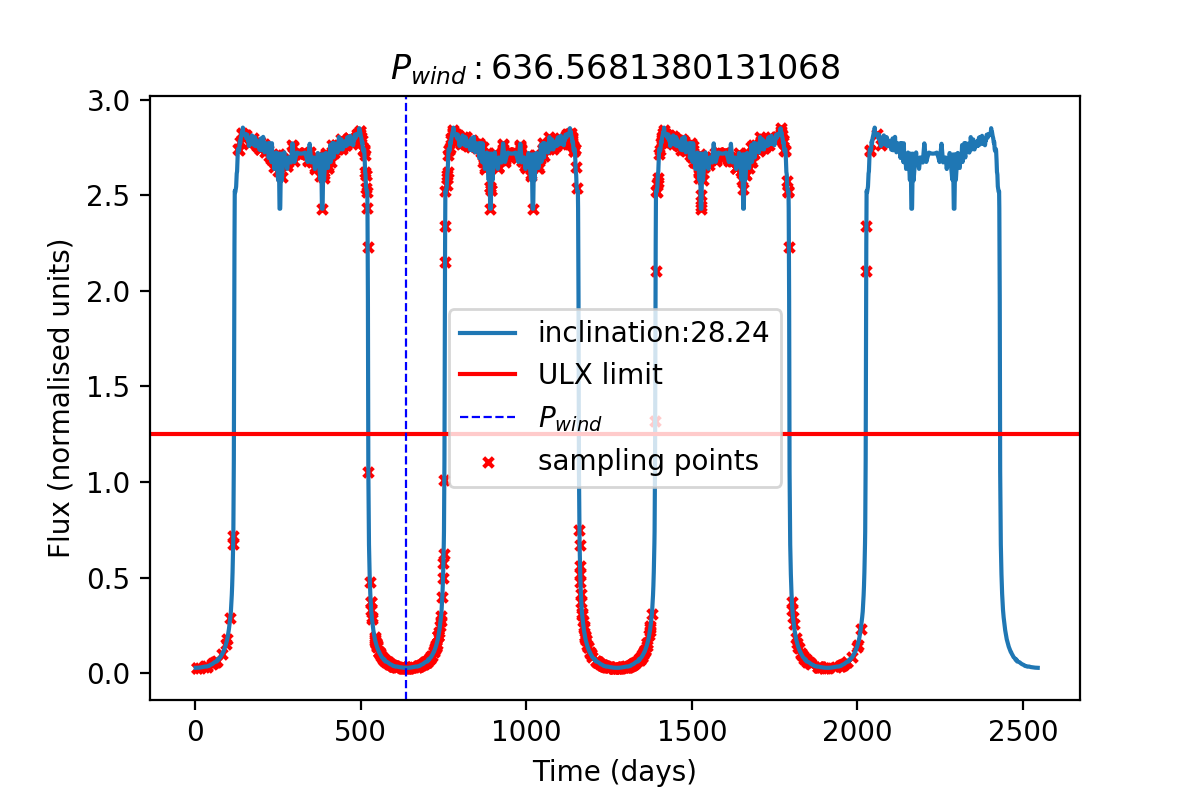 P_wind : 636.5681380131068
3.0
2.5
2.0
1.5
1.0
0.5
0.0
Flux (normalised units)
inclination:28.24
ULX limit
P_wind
sampling points
0 500 1000 1500 2000 2500
Time (days)